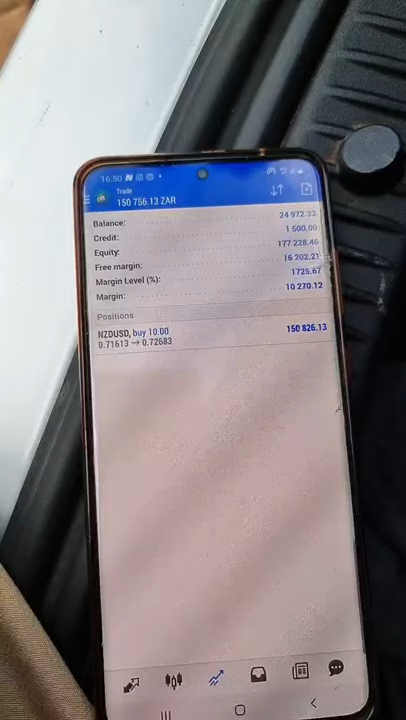 16:50
Trade
150 756.13 ZAR
Balance: 24 972.33
Credit: 1 500.00
Equity: 177 228.46
Free margin: 16 202.21
Margin Level (%): 1725.67
Margin: 10 270.12
Positions
NZDUSD, buy 10.00 150 826.13
0.71613 → 0.72683